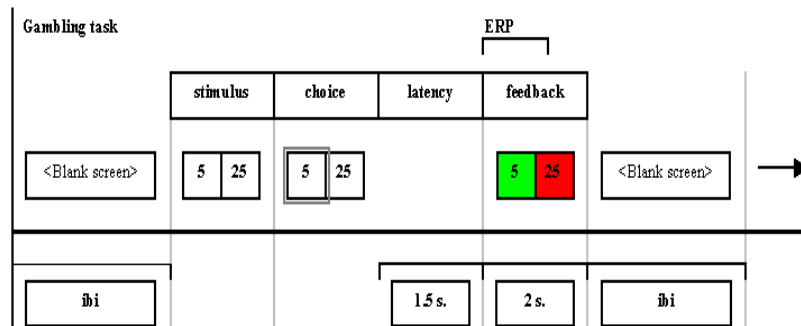 Gambling task
ERP
stimulus choice latency feedback
<Blank screen> 5 25 5 25 5 25 <Blank screen>
ibi 1.5 s. 2 s. ibi